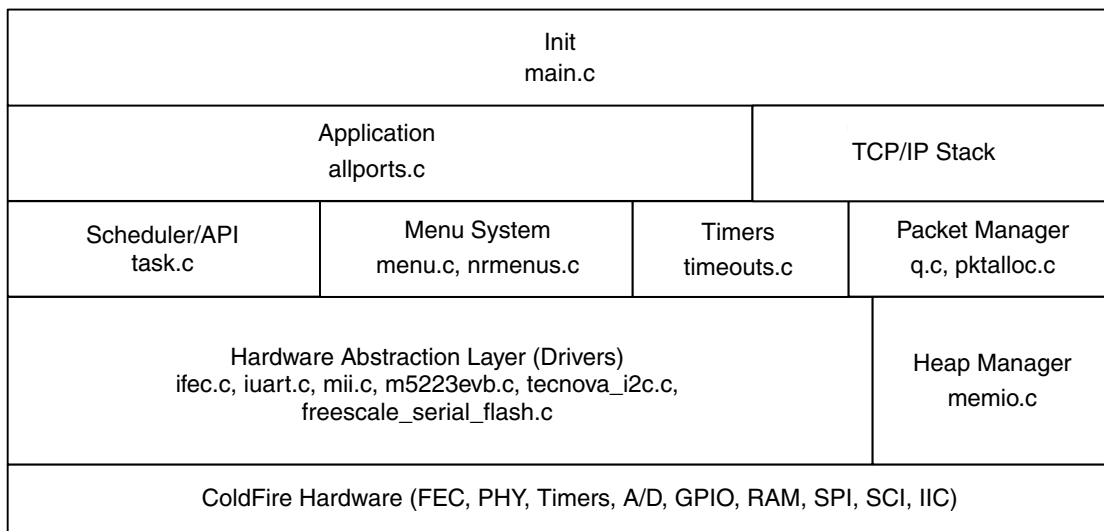 Init
main.c
Application
allports.c
TCP/IP Stack
Scheduler/API
task.c
Menu System
menu.c, nrmenus.c
Timers
timeouts.c
Packet Manager
q.c, pktalloc.c
Hardware Abstraction Layer (Drivers)
ifec.c, iuart.c, mii.c, m5223evb.c, tecnova_i2c.c,
freescale_serial_flash.c
Heap Manager
memio.c
ColdFire Hardware (FEC, PHY, Timers, A/D, GPIO, RAM, SPI, SCI, IIC)